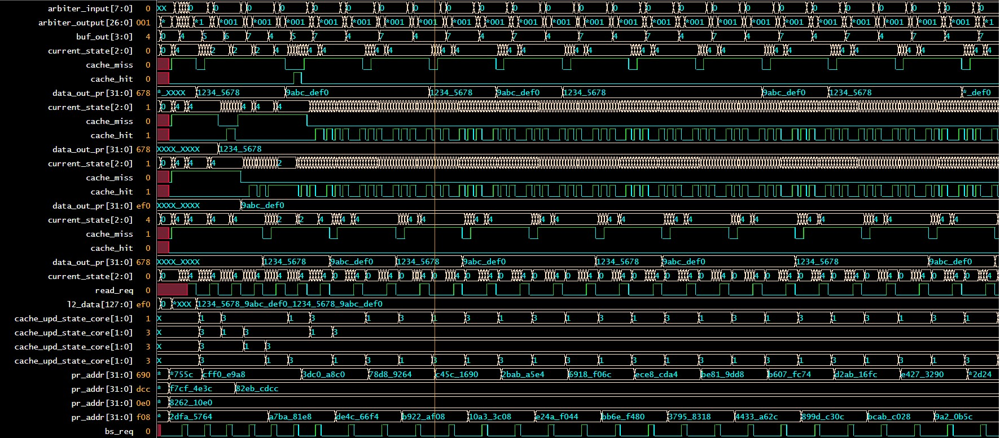 arbiter_input[7:0] 0 XX 0 0 0 0 0 0 0 0 0 0 0 0 0 0 0 0 0 0 0 0 0 0 0 0 0
arbiter_output[26:0] 001 * *1 *001 *001 *001 *001 *001 *001 *001 *001 *001 *001 *001 *001 *001 *001 *001 *001 *001 *001 *001 *001 *001 *001 *1
buf_out[3:0] 4 0 4 5 6 7 4 5 7 4 7 4 7 4 7 4 7 4 7 4 7 4 7 4 7 4 7 4 7
current_state[2:0] 0 0 4 2 2 2 4 4 4 4 4 4 4 4 4 4 4 4 4 4 4 4 4 4 4 4 4 4 4
cache_miss 0
cache_hit 0
data_out_pr[31:0] 678 *_XXXX 1234_5678 9abc_def0 1234_5678 9abc_def0 1234_5678 9abc_def0 1234_5678 *_def0
current_state[2:0] 1 0 4 4 4 4 4
cache_miss 0
cache_hit 1
data_out_pr[31:0] 678 XXXX_XXXX 1234_5678
current_state[2:0] 1 0 4 4 4 2
cache_miss 0
cache_hit 1
data_out_pr[31:0] ef0 XXXX_XXXX 9abc_def0
current_state[2:0] 4 0 4 4 4 4 2 2 4 4 4 4 4 4 4 4 4 4 4 4 4 4 4 4 4 4 4 4 4
cache_miss 1
cache_hit 0
data_out_pr[31:0] 678 XXXX_XXXX 1234_5678 9abc_def0 1234_5678 9abc_def0 1234_5678 9abc_def0 1234_5678 9abc_def0
current_state[2:0] 0 0 4 4 4 4 4 4 4 0 4 0 4 0 4 0 4 0 4 0 4 0 4 0 4 0 4 0 4 0 4 0 4 0 4 0 4 0 4 0 4 0 4 0 4 0 4 0 4
read_req 0
l2_data[127:0] ef0 0 *XXX 1234_5678_9abc_def0_1234_5678_9abc_def0
cache_upd_state_core[1:0] 1 X 1 3 1 3 1 3 1 3 1 3 1 3 1 3 1 3 1 3 1 3 1 3 1
cache_upd_state_core[1:0] 3 X 3 1 3 1 3
cache_upd_state_core[1:0] 3 X 3 1 3
cache_upd_state_core[1:0] 3 X 3 1 3 1 3 1 3 1 3 1 3 1 3 1 3 1 3 1 3 1 3 1 3
pr_addr[31:0] 690 * *755c cff0_e9a8 3dc0_a8c0 78d8_9264 c45c_1690 2bab_a5e4 6918_f06c ece8_cda4 be81_9dd8 b607_fc74 d2ab_16fc e427_3290 *2d24
pr_addr[31:0] dcc * f7cf_4e3c 82eb_cdcc
pr_addr[31:0] 0e0 * 8262_10e0
pr_addr[31:0] f08 * 2dfa_5764 a7ba_81e8 de4c_66f4 b922_af08 10a3_3c08 e24a_f044 bb6e_f480 3795_8318 4433_a62c 899d_c30c bcab_c028 9a2_0b5c
bs_req 0